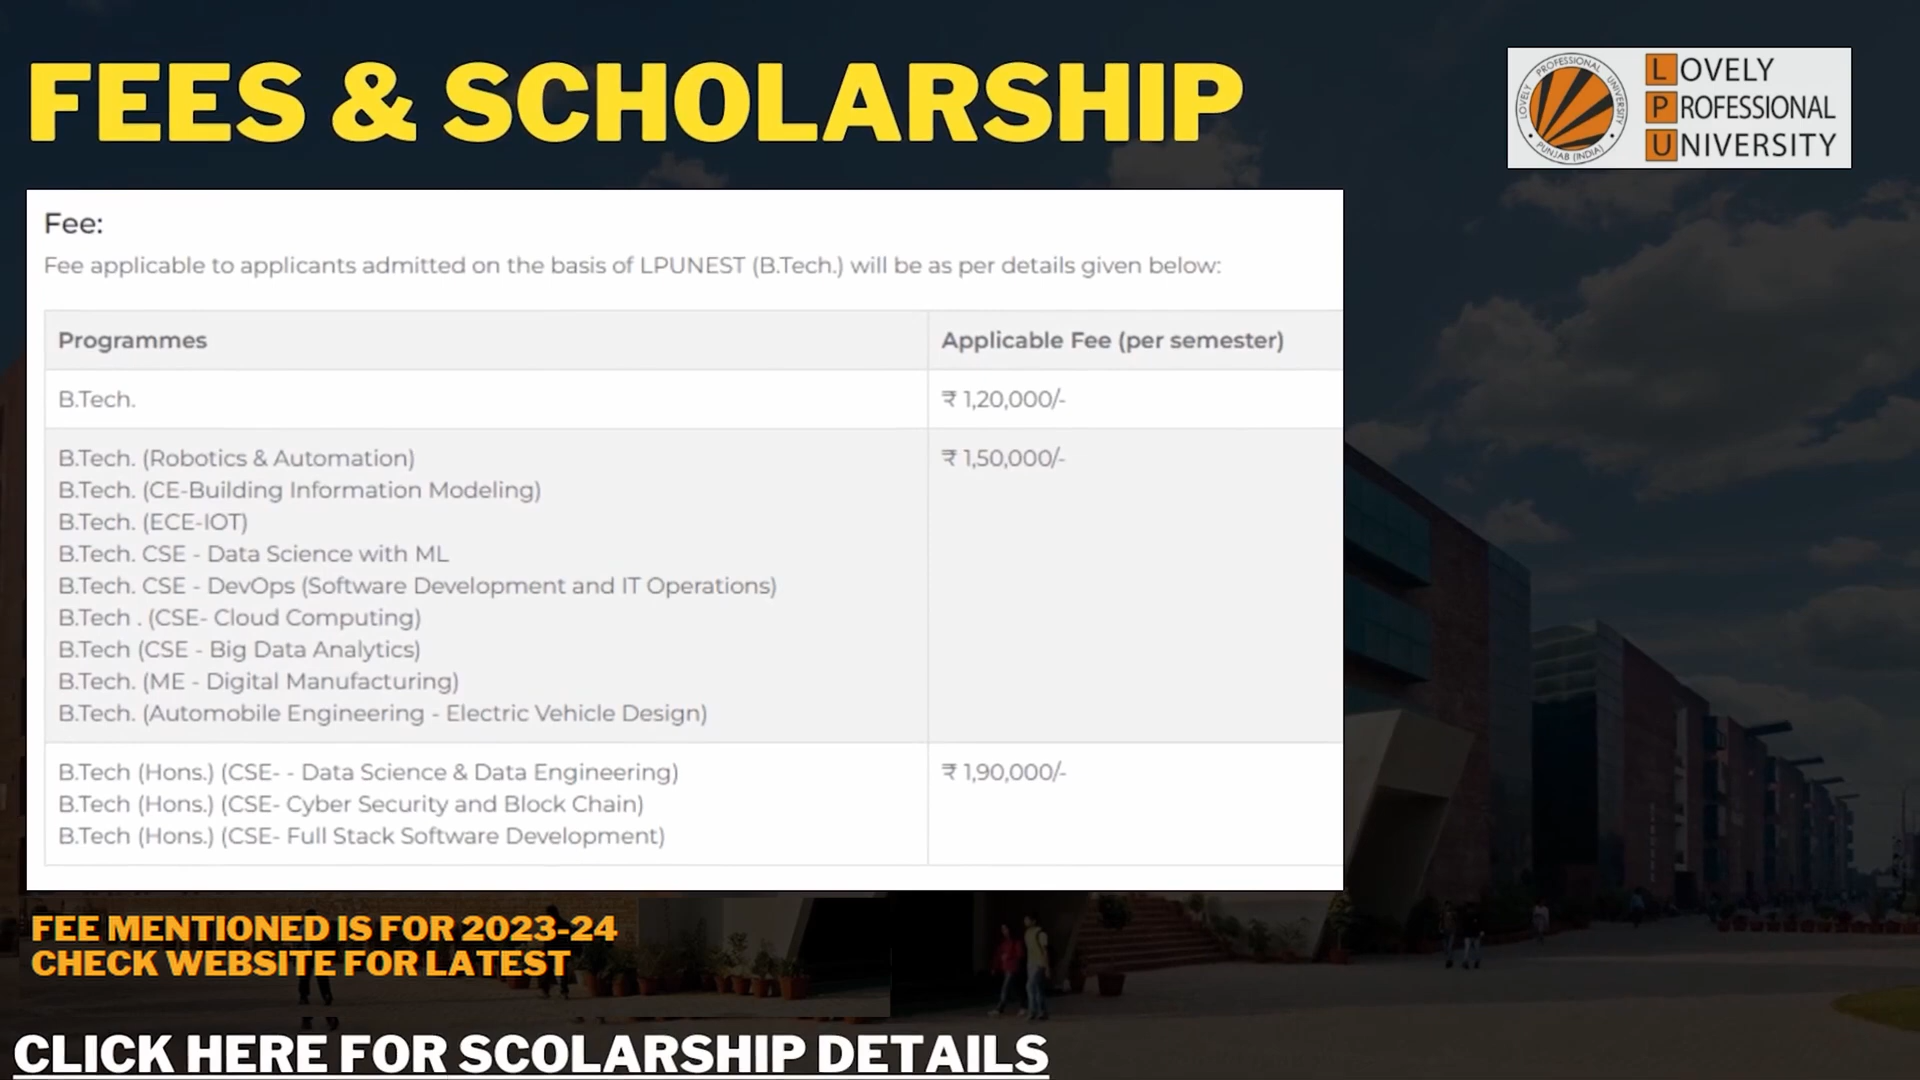 FEES & SCHOLARSHIP
LOVELY
PROFESSIONAL
UNIVERSITY
LOVELY PROFESSIONAL UNIVERSITY
PUNJAB (INDIA)
Fee:
Fee applicable to applicants admitted on the basis of LPUNEST (B.Tech.) will be as per details given below:
Programmes
Applicable Fee (per semester)
B.Tech.
₹ 1,20,000/-
B.Tech. (Robotics & Automation)
₹ 1,50,000/-
B.Tech. (CE-Building Information Modeling)
B.Tech. (ECE-IOT)
B.Tech. CSE - Data Science with ML
B.Tech. CSE - DevOps (Software Development and IT Operations)
B.Tech . (CSE- Cloud Computing)
B.Tech (CSE - Big Data Analytics)
B.Tech. (ME - Digital Manufacturing)
B.Tech. (Automobile Engineering - Electric Vehicle Design)
B.Tech (Hons.) (CSE- - Data Science & Data Engineering)
₹ 1,90,000/-
B.Tech (Hons.) (CSE- Cyber Security and Block Chain)
B.Tech (Hons.) (CSE- Full Stack Software Development)
FEE MENTIONED IS FOR 2023-24
CHECK WEBSITE FOR LATEST
CLICK HERE FOR SCOLARSHIP DETAILS